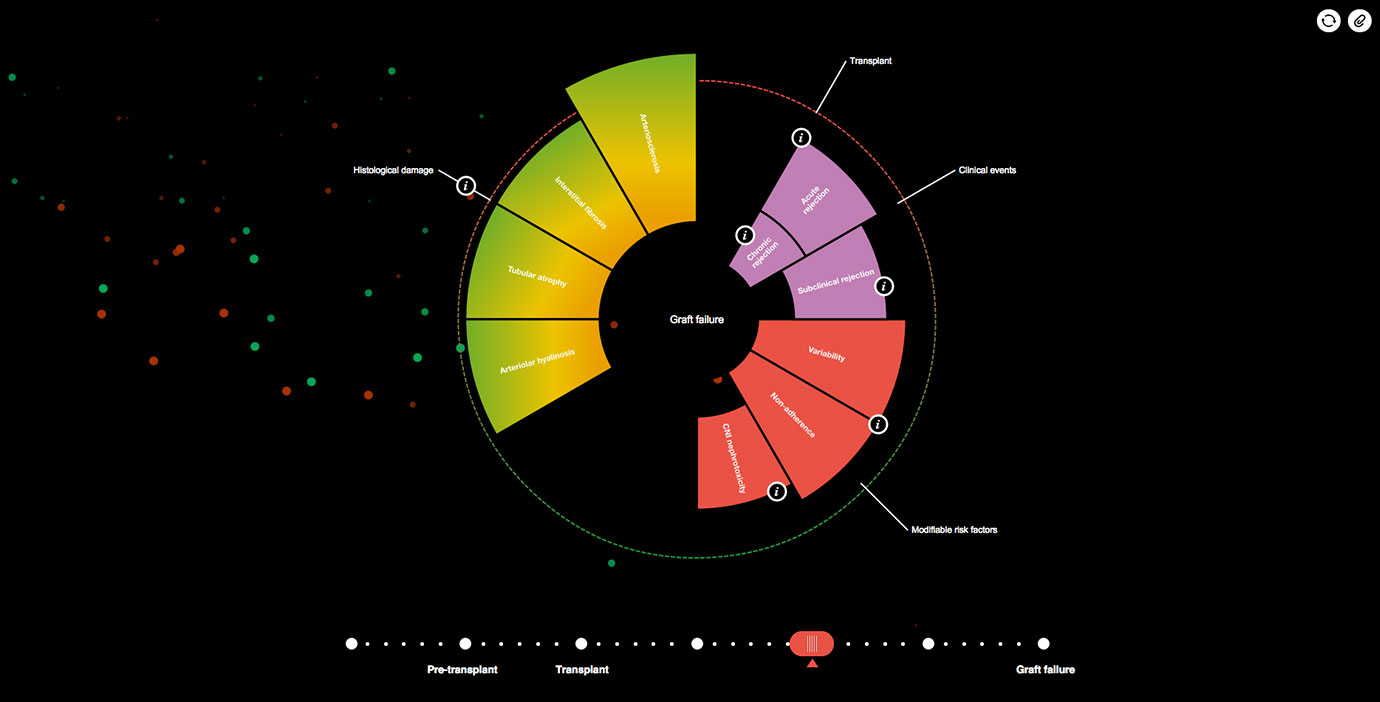 Transplant
Histological damage
Clinical events
Arteriosclerosis
Interstitial fibrosis
Tubular atrophy
Arteriolar hyalinosis
i
i
Acute
rejection
i
Chronic
rejection
Subclinical rejection
i
Graft failure
Variability
Non-adherence
i
CNI nephrotoxicity
i
Modifiable risk factors
Pre-transplant
Transplant
Graft failure